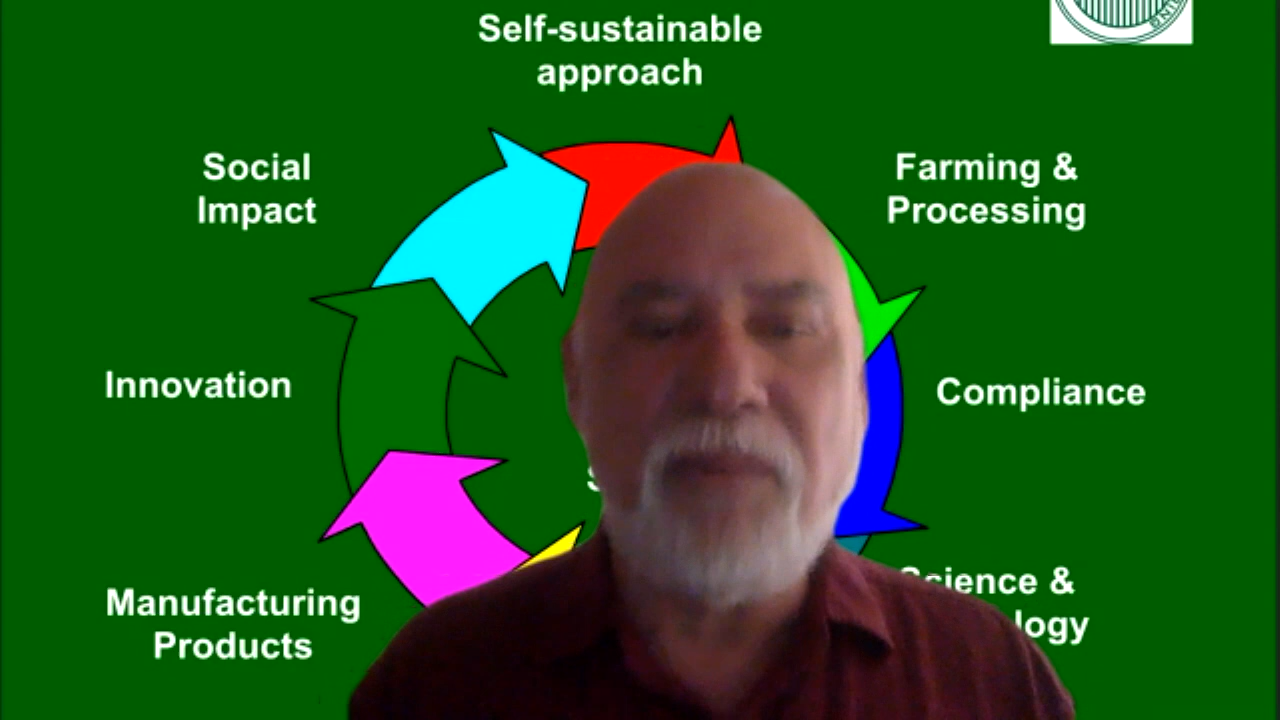 Self-sustainable
approach
Social
Impact
Farming &
Processing
Innovation
Compliance
Manufacturing
Products